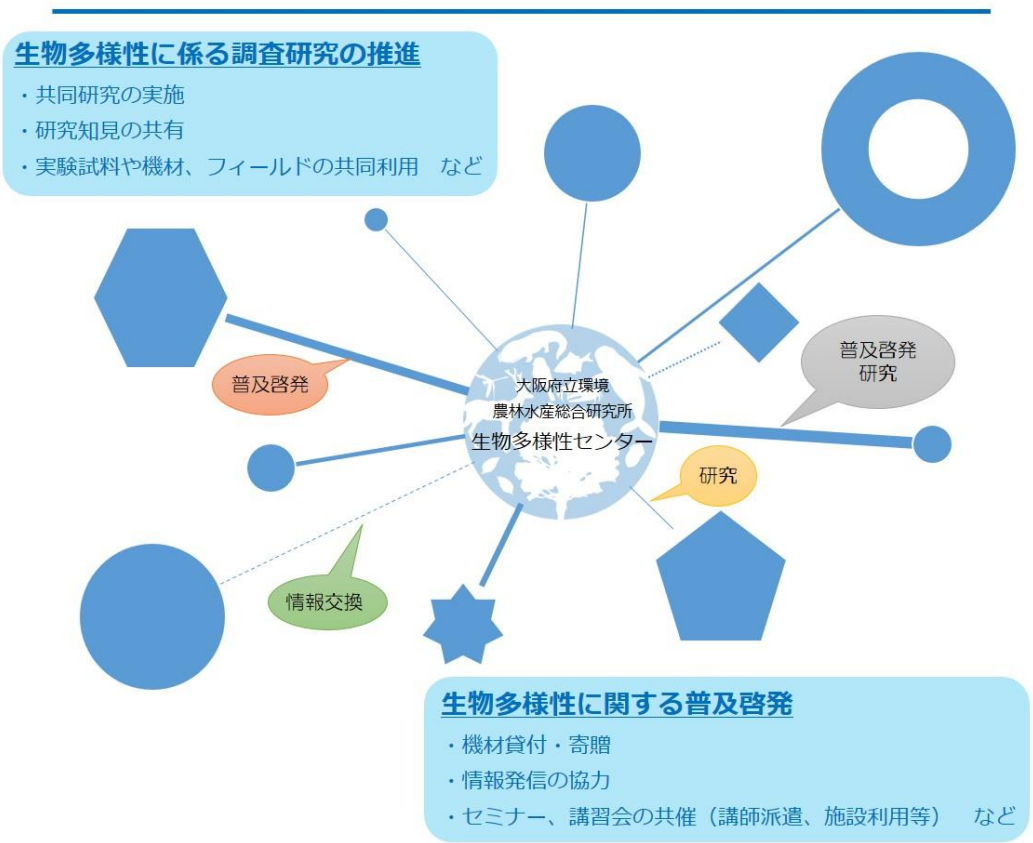 生物多様性に係る調査研究の推進
・共同研究の実施
・研究知見の共有
・実験試料や機材、フィールドの共同利用　など
普及啓発
研究
大阪府立環境
農林水産総合研究所
生物多様性センター
普及啓発
研究
情報交換
生物多様性に関する普及啓発
・機材貸付・寄贈
・情報発信の協力
・セミナー、講習会の共催（講師派遣、施設利用等）　など